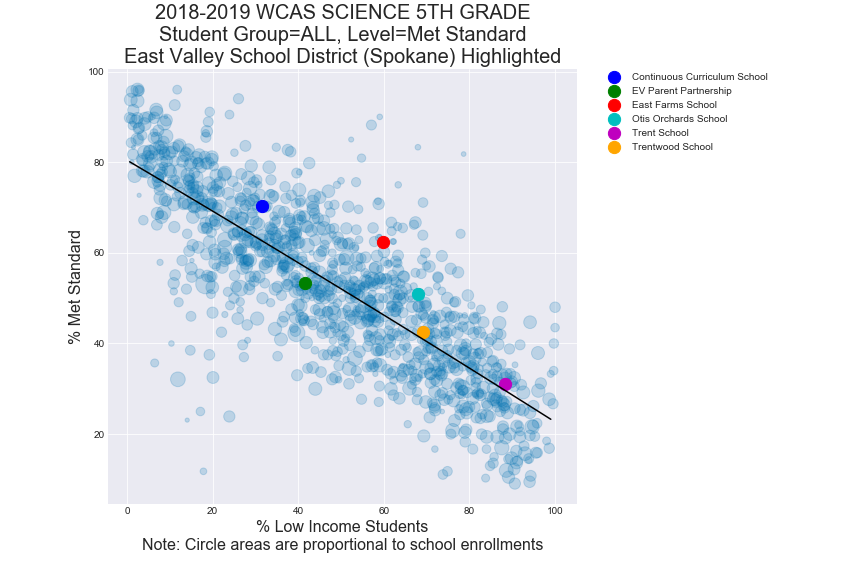 2018-2019 WCAS SCIENCE 5TH GRADE
Student Group=ALL, Level=Met Standard
East Valley School District (Spokane) Highlighted
Continuous Curriculum School
EV Parent Partnership
East Farms School
Otis Orchards School
Trent School
Trentwood School
% Met Standard
100
80
60
40
20
0 20 40 60 80 100
% Low Income Students
Note: Circle areas are proportional to school enrollments